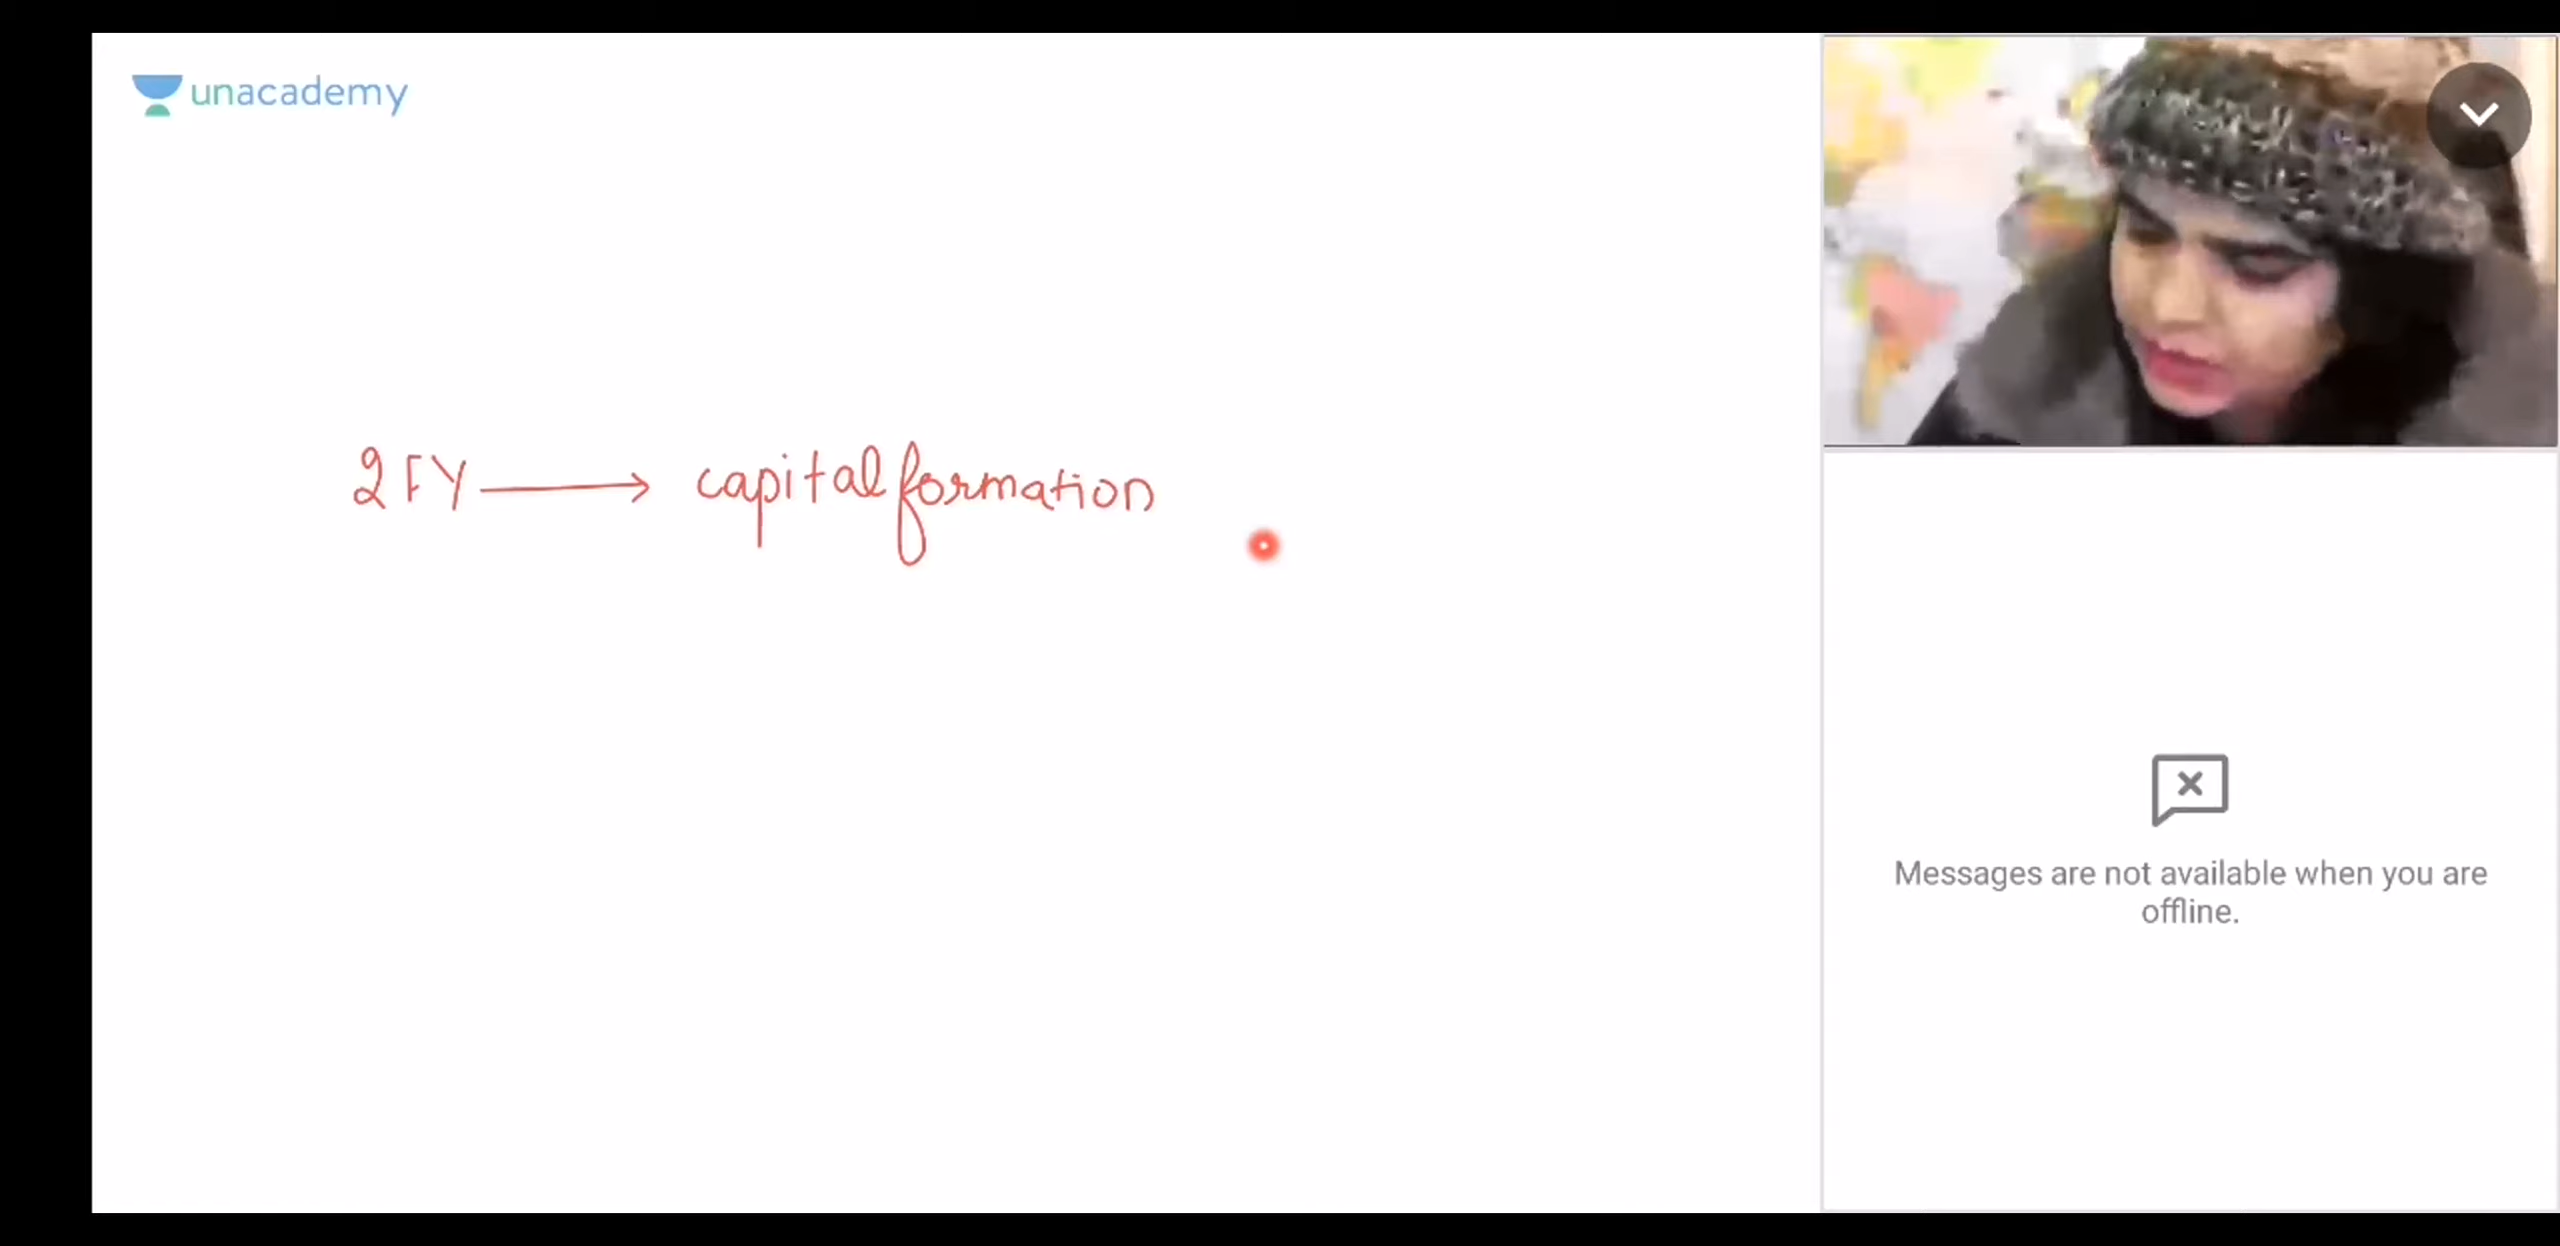 unacademy
2FY → capital formation
Messages are not available when you are
offline.